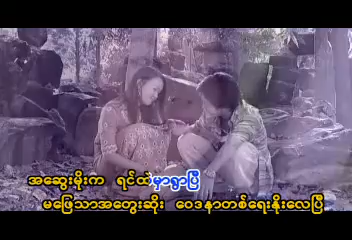 အဆွေးမိုးက ရင်ထဲမှာရွာပြီ
မဖြေသာအတွေးဆိုး ဝေဒနာတစ်ရေးနိုးလေပြီ